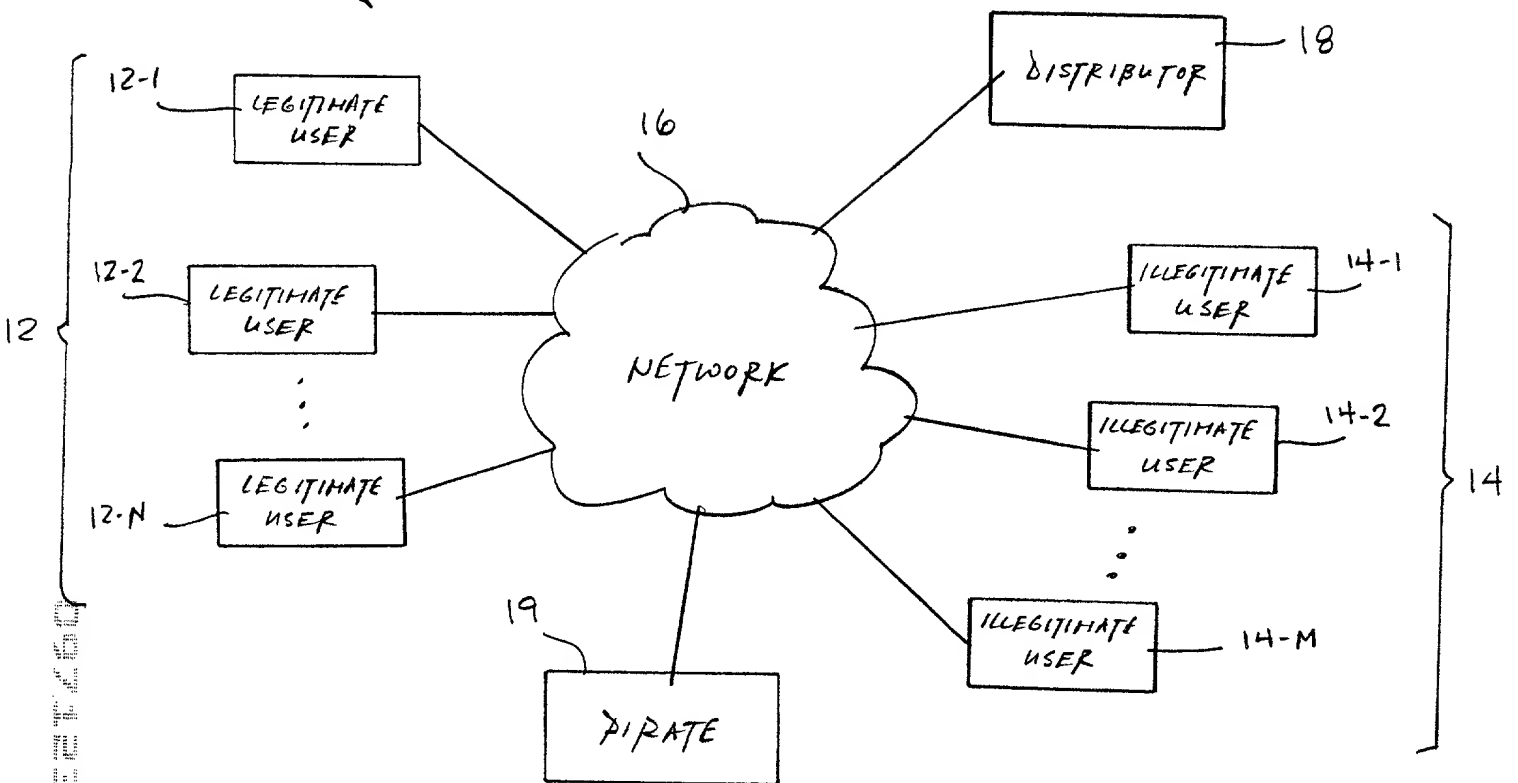 18
DISTRIBUTOR
12-1
LEGITIMATE
USER
16
12-2
LEGITIMATE
USER
12
NETWORK
ILLEGITIMATE
USER
14-1
ILLEGITIMATE
USER
14-2
14
12-N
LEGITIMATE
USER
19
PIRATE
ILLEGITIMATE
USER
14-M